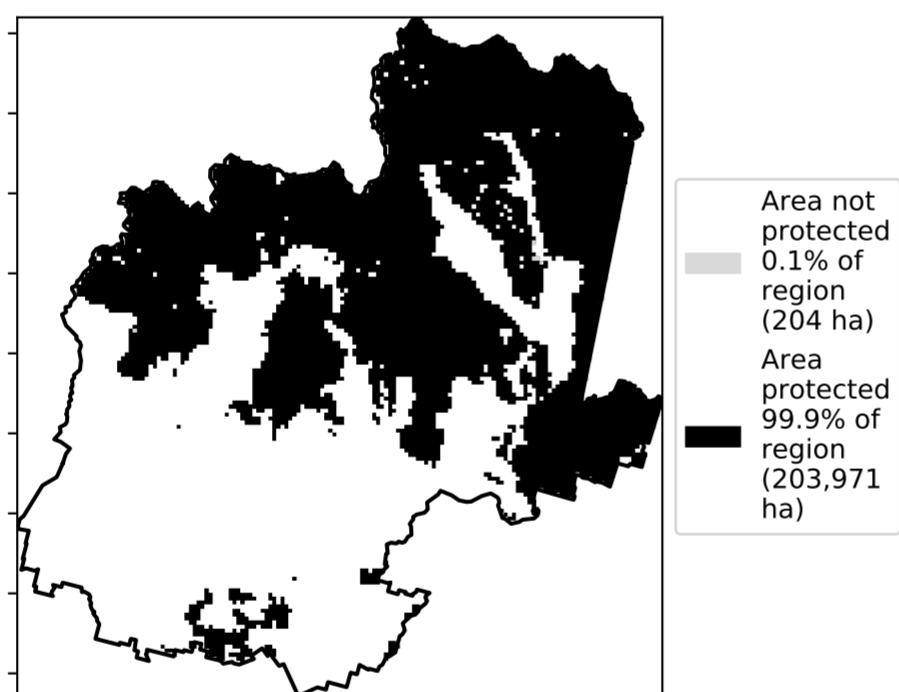 Area not
protected
0.1% of
region
(204 ha)
Area
protected
99.9% of
region
(203,971
ha)